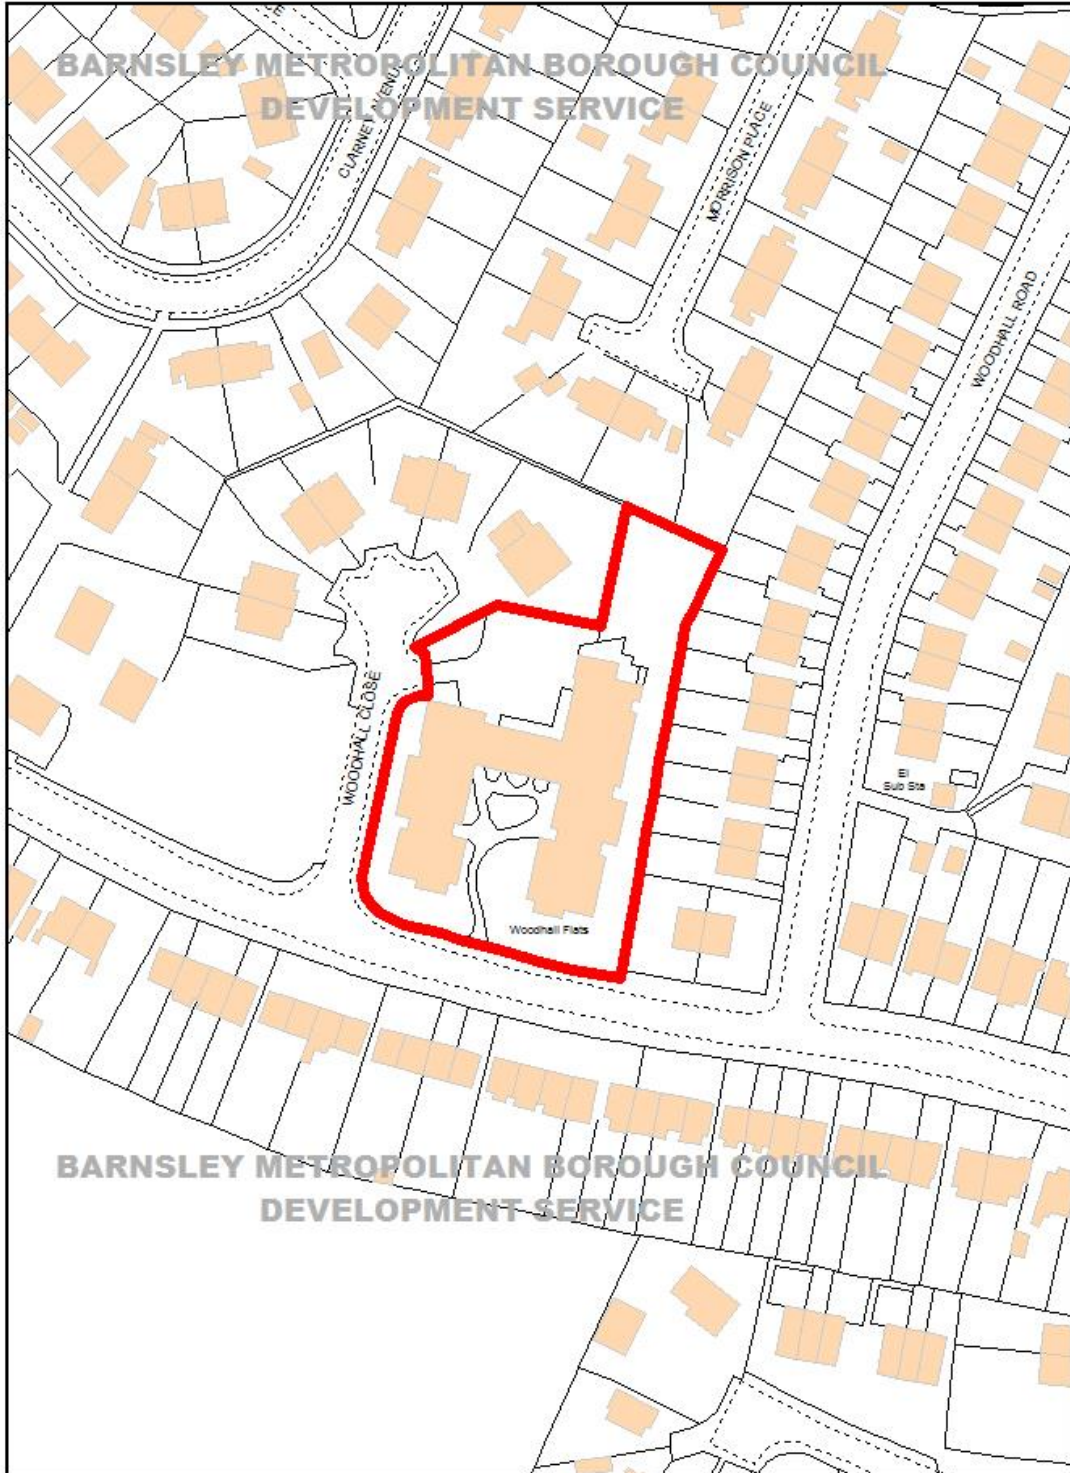 BARNSLEY METROPOLITAN BOROUGH COUNCIL
DEVELOPMENT SERVICE
CLARNEY AVENUE
MORRISON PLACE
WOODHALL ROAD
WOODHALL CLOSE
El
Sub Sta
Woodhall Flats
BARNSLEY METROPOLITAN BOROUGH COUNCIL
DEVELOPMENT SERVICE